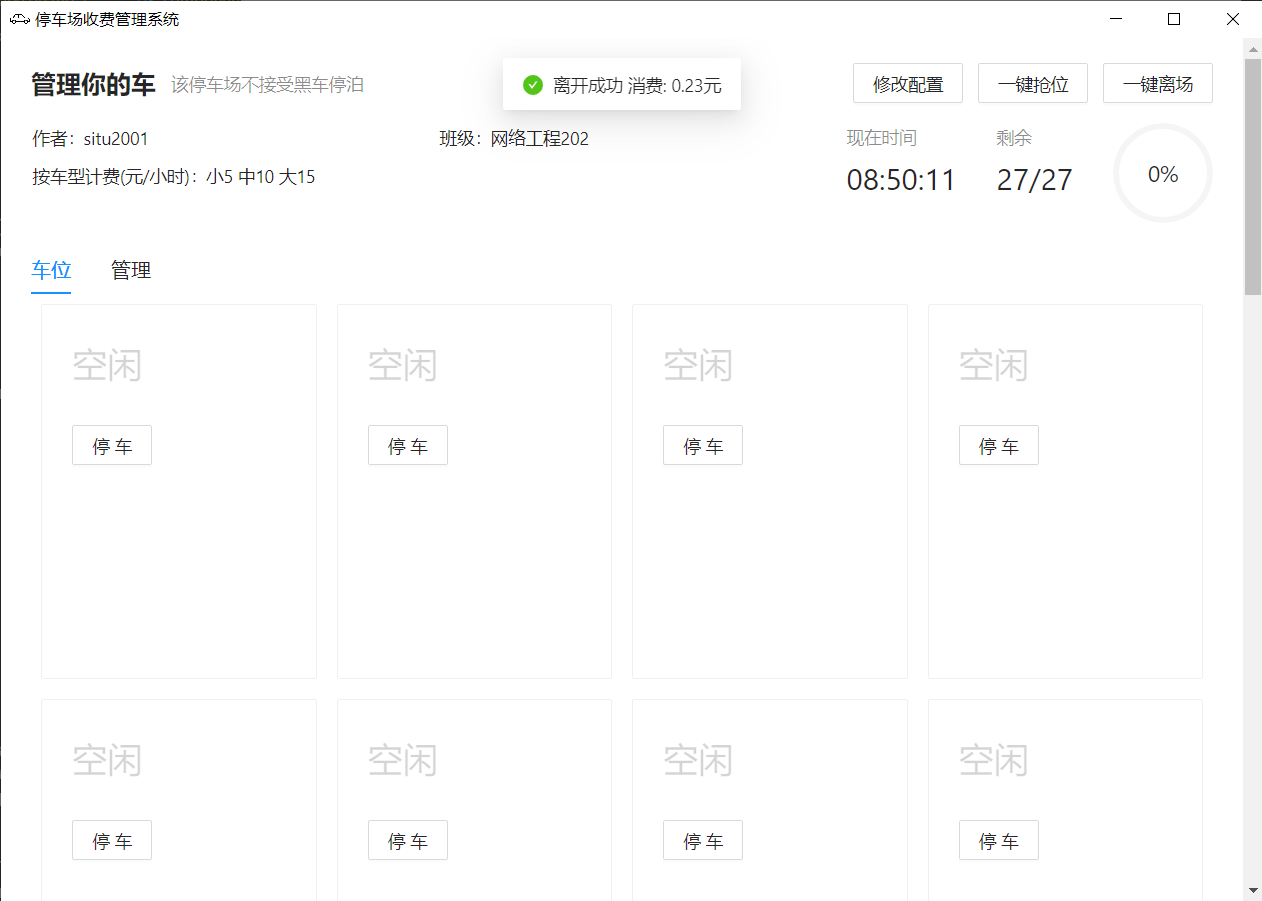 停车场收费管理系统
管理你的车 该停车场不接受黑车停泊
离开成功 消费: 0.23元
修改配置 一键抢位 一键离场
作者：situ2001 班级：网络工程202
现在时间 剩余
按车型计费(元/小时)：小5 中10 大15
08:50:11 27/27 0%
车位 管理
空闲 空闲 空闲 空闲
停 车 停 车 停 车 停 车
空闲 空闲 空闲 空闲
停 车 停 车 停 车 停 车